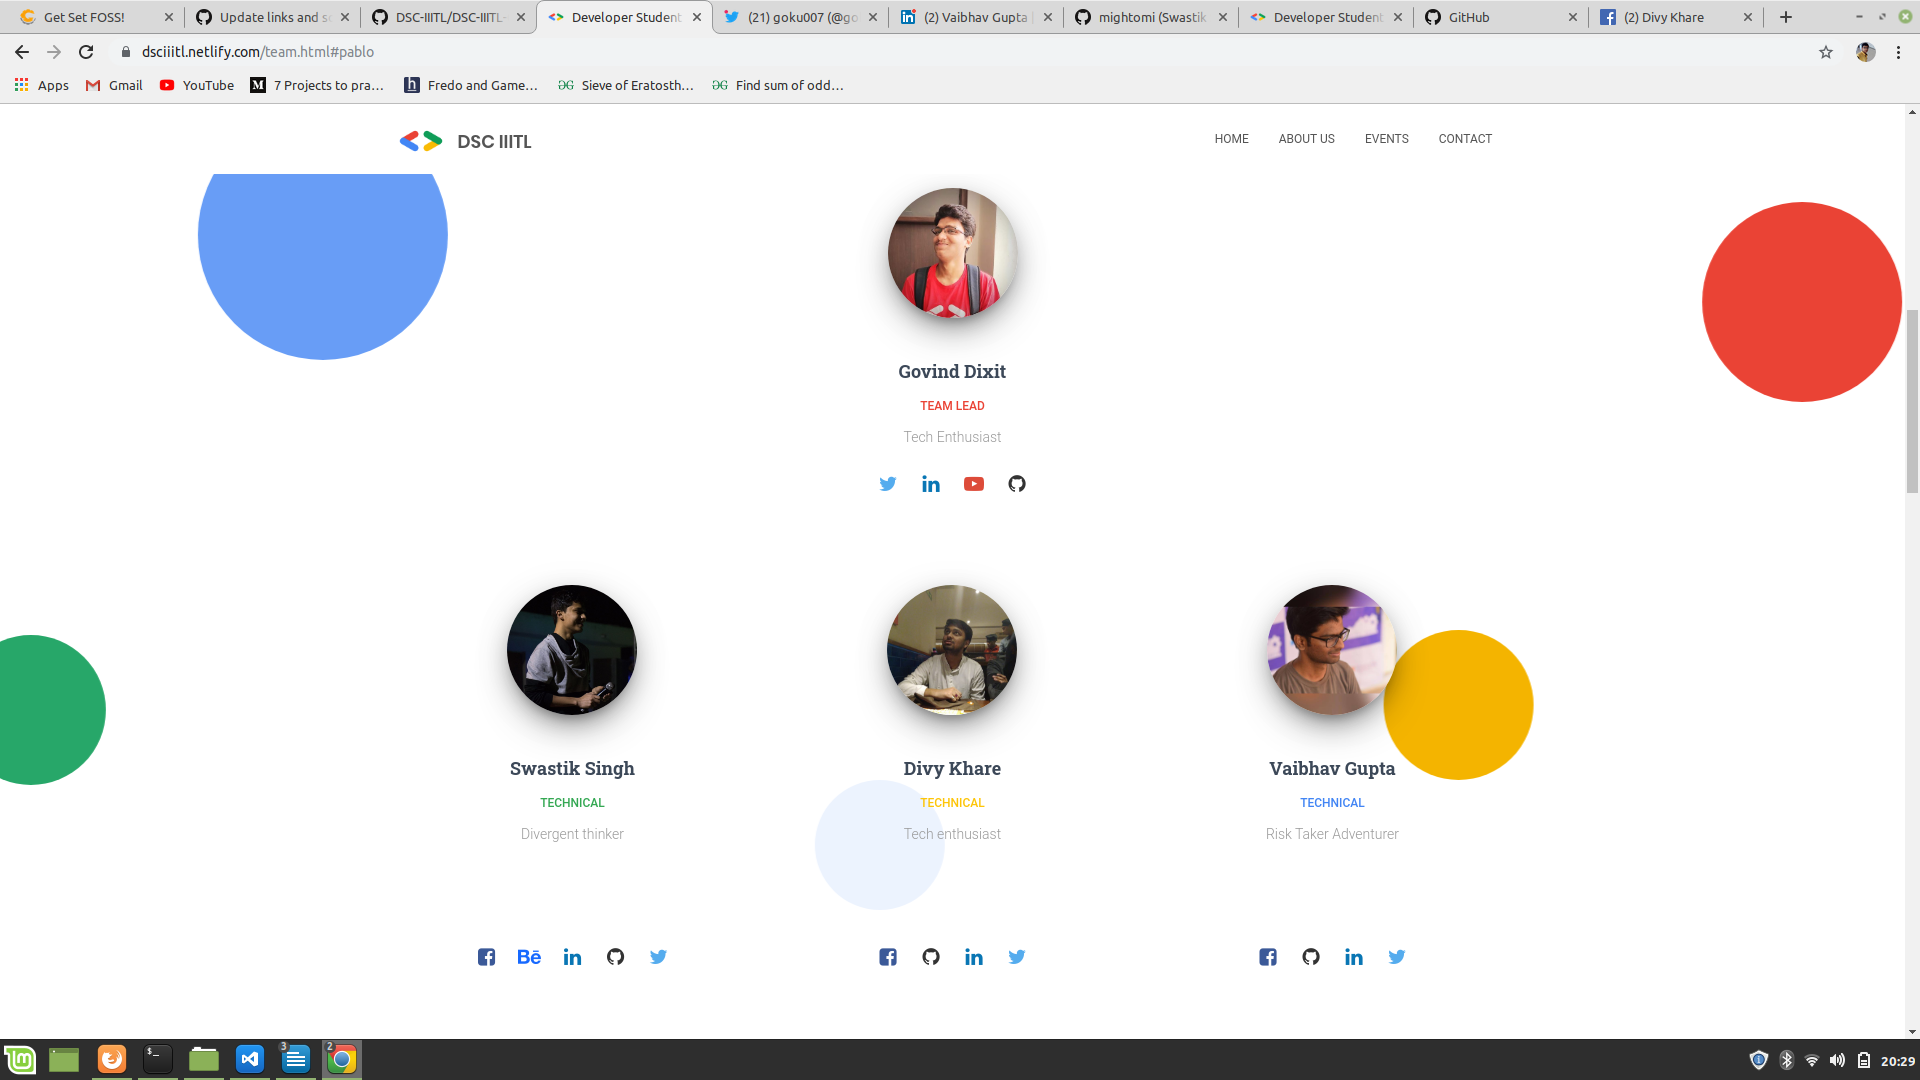 Get Set FOSS!
Update links and so
DSC-IIITL/DSC-IIITL-
Developer Student
(21) goku007 (@go
(2) Vaibhav Gupta |
mightomi (Swastik
Developer Student
GitHub
(2) Divy Khare
dsciiitl.netlify.com/team.html#pablo
Apps
Gmail
YouTube
7 Projects to pra...
Fredo and Game...
Sieve of Eratosth...
Find sum of odd...
DSC IIITL
HOME
ABOUT US
EVENTS
CONTACT
Govind Dixit
TEAM LEAD
Tech Enthusiast
Swastik Singh
Divy Khare
Vaibhav Gupta
TECHNICAL
TECHNICAL
TECHNICAL
Divergent thinker
Tech enthusiast
Risk Taker Adventurer
3
2
20:29